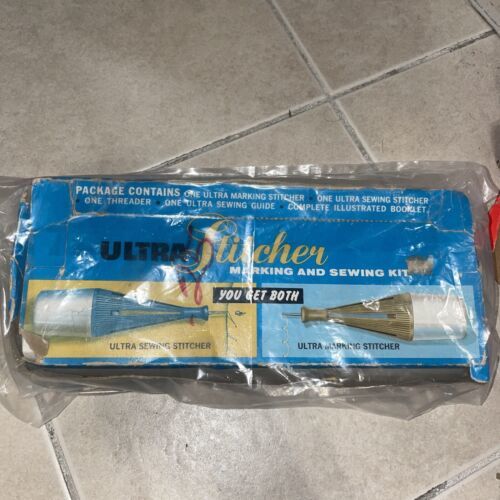 PACKAGE CONTAINS ONE ULTRA MARKING STITCHER • ONE ULTRA SEWING STITCHER
• ONE THREADER • ONE ULTRA SEWING GUIDE • COMPLETE ILLUSTRATED BOOKLET
ULTRA Stitcher
MARKING AND SEWING KIT
YOU GET BOTH
ULTRA SEWING STITCHER
ULTRA MARKING STITCHER